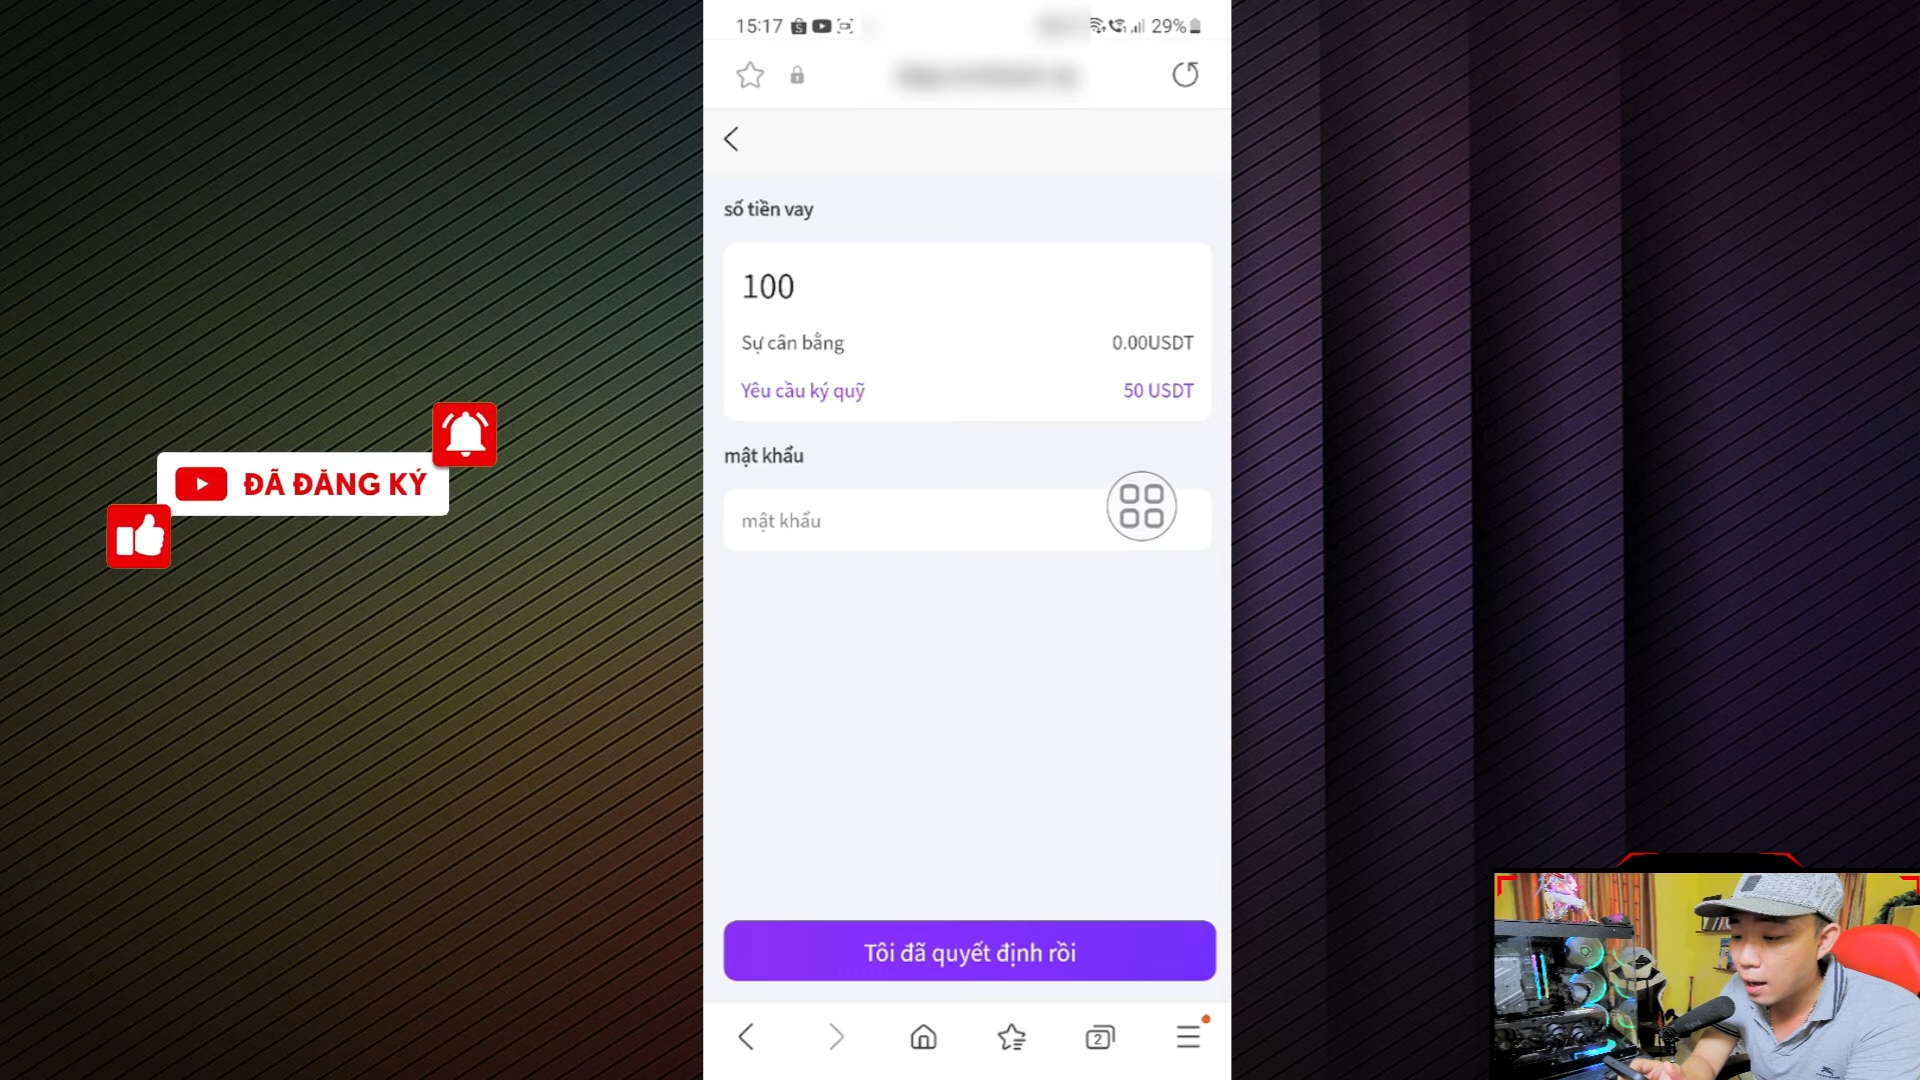 15:17
29%
số tiền vay
100
Sự cân bằng 0.00USDT
Yêu cầu ký quỹ 50 USDT
mật khẩu
mật khẩu
ĐÃ ĐĂNG KÝ
Tôi đã quyết định rồi
2